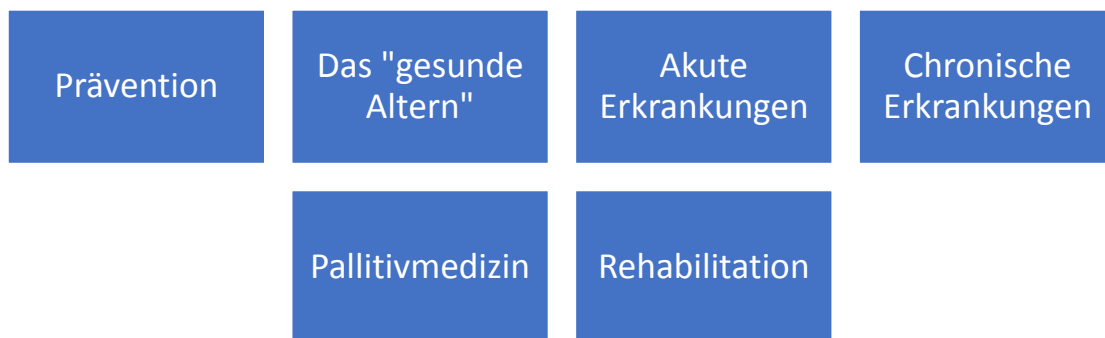 Prävention
Das "gesunde
Altern"
Akute
Erkrankungen
Chronische
Erkrankungen
Pallitivmedizin
Rehabilitation